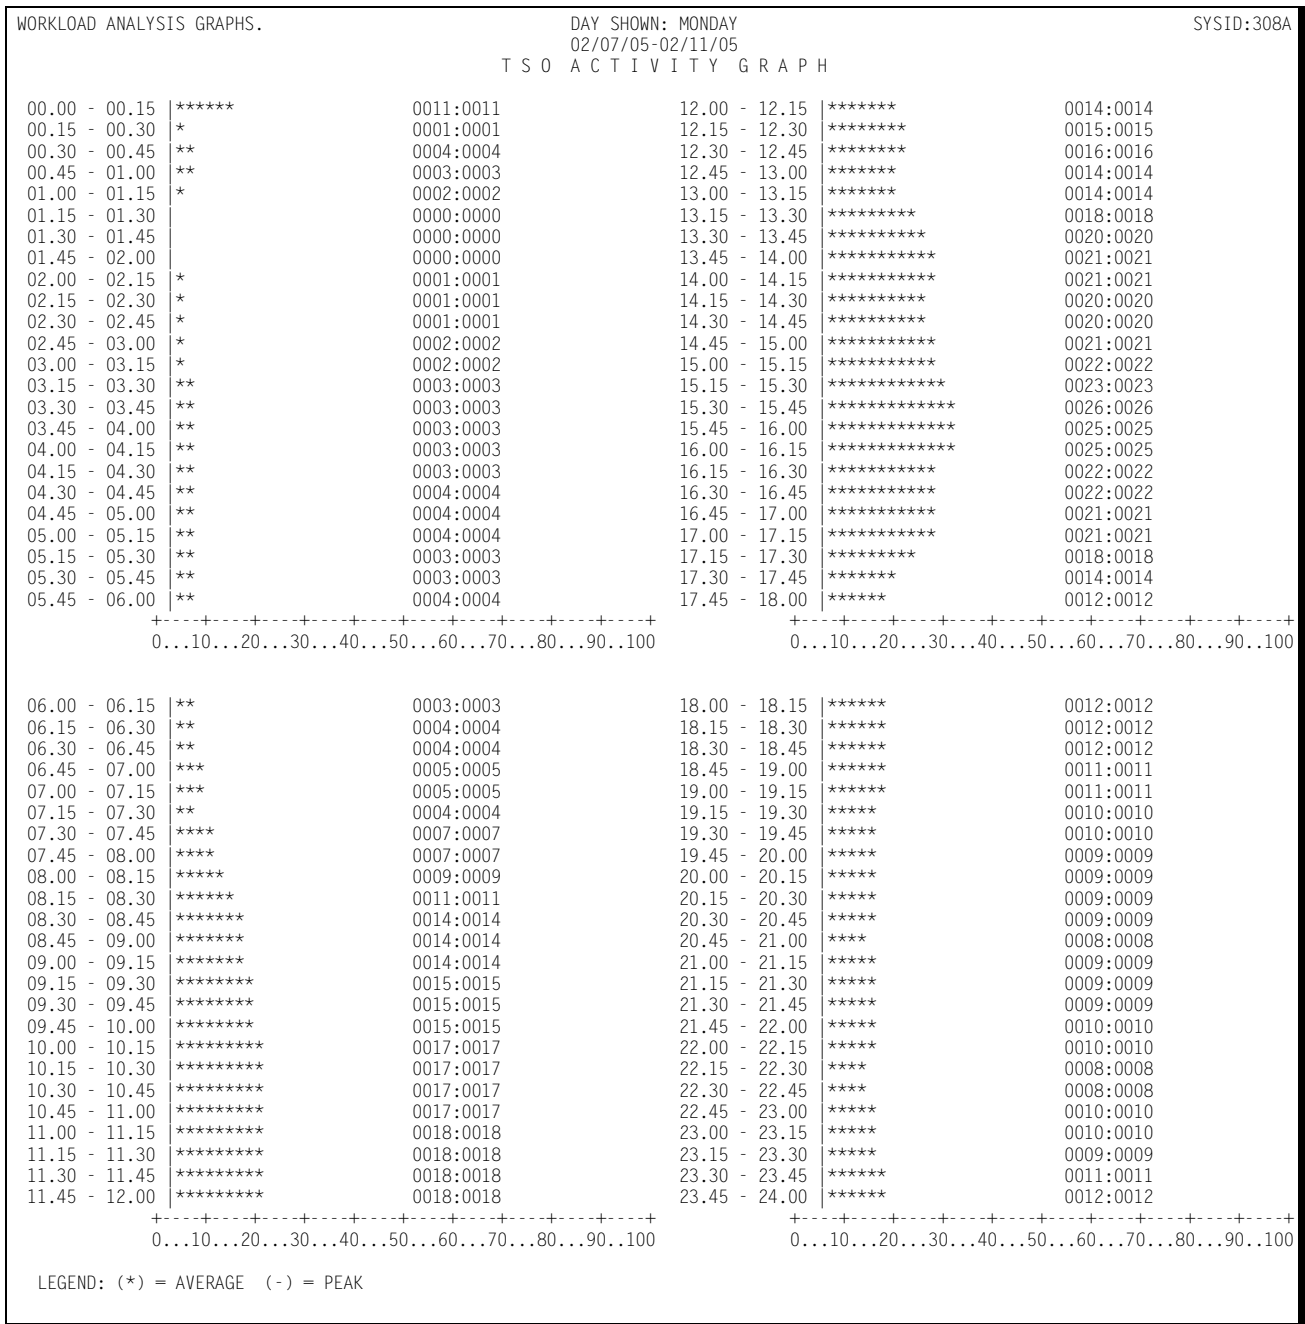 WORKLOAD ANALYSIS GRAPHS. DAY SHOWN: MONDAY SYSID:308A
02/07/05-02/11/05
T S O A C T I V I T Y G R A P H
00.00 - 00.15 |****** 0011:0011 12.00 - 12.15 |******* 0014:0014
00.15 - 00.30 |* 0001:0001 12.15 - 12.30 |******** 0015:0015
00.30 - 00.45 |** 0004:0004 12.30 - 12.45 |******** 0016:0016
00.45 - 01.00 |** 0003:0003 12.45 - 13.00 |******* 0014:0014
01.00 - 01.15 |* 0002:0002 13.00 - 13.15 |******* 0014:0014
01.15 - 01.30 | 0000:0000 13.15 - 13.30 |********* 0018:0018
01.30 - 01.45 | 0000:0000 13.30 - 13.45 |********** 0020:0020
01.45 - 02.00 | 0000:0000 13.45 - 14.00 |*********** 0021:0021
02.00 - 02.15 |* 0001:0001 14.00 - 14.15 |*********** 0021:0021
02.15 - 02.30 |* 0001:0001 14.15 - 14.30 |********** 0020:0020
02.30 - 02.45 |* 0001:0001 14.30 - 14.45 |********** 0020:0020
02.45 - 03.00 |* 0002:0002 14.45 - 15.00 |*********** 0021:0021
03.00 - 03.15 |* 0002:0002 15.00 - 15.15 |*********** 0022:0022
03.15 - 03.30 |** 0003:0003 15.15 - 15.30 |************ 0023:0023
03.30 - 03.45 |** 0003:0003 15.30 - 15.45 |************* 0026:0026
03.45 - 04.00 |** 0003:0003 15.45 - 16.00 |************* 0025:0025
04.00 - 04.15 |** 0003:0003 16.00 - 16.15 |************* 0025:0025
04.15 - 04.30 |** 0003:0003 16.15 - 16.30 |*********** 0022:0022
04.30 - 04.45 |** 0004:0004 16.30 - 16.45 |*********** 0022:0022
04.45 - 05.00 |** 0004:0004 16.45 - 17.00 |*********** 0021:0021
05.00 - 05.15 |** 0004:0004 17.00 - 17.15 |*********** 0021:0021
05.15 - 05.30 |** 0003:0003 17.15 - 17.30 |********* 0018:0018
05.30 - 05.45 |** 0003:0003 17.30 - 17.45 |******* 0014:0014
05.45 - 06.00 |** 0004:0004 17.45 - 18.00 |****** 0012:0012
+----+----+----+----+----+----+----+----+----+----+ +----+----+----+----+----+----+----+----+----+----+
0...10...20...30...40...50...60...70...80...90..100 0...10...20...30...40...50...60...70...80...90..100
06.00 - 06.15 |** 0003:0003 18.00 - 18.15 |****** 0012:0012
06.15 - 06.30 |** 0004:0004 18.15 - 18.30 |****** 0012:0012
06.30 - 06.45 |** 0004:0004 18.30 - 18.45 |****** 0012:0012
06.45 - 07.00 |*** 0005:0005 18.45 - 19.00 |****** 0011:0011
07.00 - 07.15 |*** 0005:0005 19.00 - 19.15 |****** 0011:0011
07.15 - 07.30 |** 0004:0004 19.15 - 19.30 |***** 0010:0010
07.30 - 07.45 |**** 0007:0007 19.30 - 19.45 |***** 0010:0010
07.45 - 08.00 |**** 0007:0007 19.45 - 20.00 |***** 0009:0009
08.00 - 08.15 |***** 0009:0009 20.00 - 20.15 |***** 0009:0009
08.15 - 08.30 |****** 0011:0011 20.15 - 20.30 |***** 0009:0009
08.30 - 08.45 |******* 0014:0014 20.30 - 20.45 |***** 0009:0009
08.45 - 09.00 |******* 0014:0014 20.45 - 21.00 |**** 0008:0008
09.00 - 09.15 |******* 0014:0014 21.00 - 21.15 |***** 0009:0009
09.15 - 09.30 |******** 0015:0015 21.15 - 21.30 |***** 0009:0009
09.30 - 09.45 |******** 0015:0015 21.30 - 21.45 |***** 0009:0009
09.45 - 10.00 |******** 0015:0015 21.45 - 22.00 |***** 0010:0010
10.00 - 10.15 |********* 0017:0017 22.00 - 22.15 |***** 0010:0010
10.15 - 10.30 |********* 0017:0017 22.15 - 22.30 |**** 0008:0008
10.30 - 10.45 |********* 0017:0017 22.30 - 22.45 |**** 0008:0008
10.45 - 11.00 |********* 0017:0017 22.45 - 23.00 |***** 0010:0010
11.00 - 11.15 |********* 0018:0018 23.00 - 23.15 |***** 0010:0010
11.15 - 11.30 |********* 0018:0018 23.15 - 23.30 |***** 0009:0009
11.30 - 11.45 |********* 0018:0018 23.30 - 23.45 |****** 0011:0011
11.45 - 12.00 |********* 0018:0018 23.45 - 24.00 |****** 0012:0012
+----+----+----+----+----+----+----+----+----+----+ +----+----+----+----+----+----+----+----+----+----+
0...10...20...30...40...50...60...70...80...90..100 0...10...20...30...40...50...60...70...80...90..100
LEGEND: (*) = AVERAGE (-) = PEAK